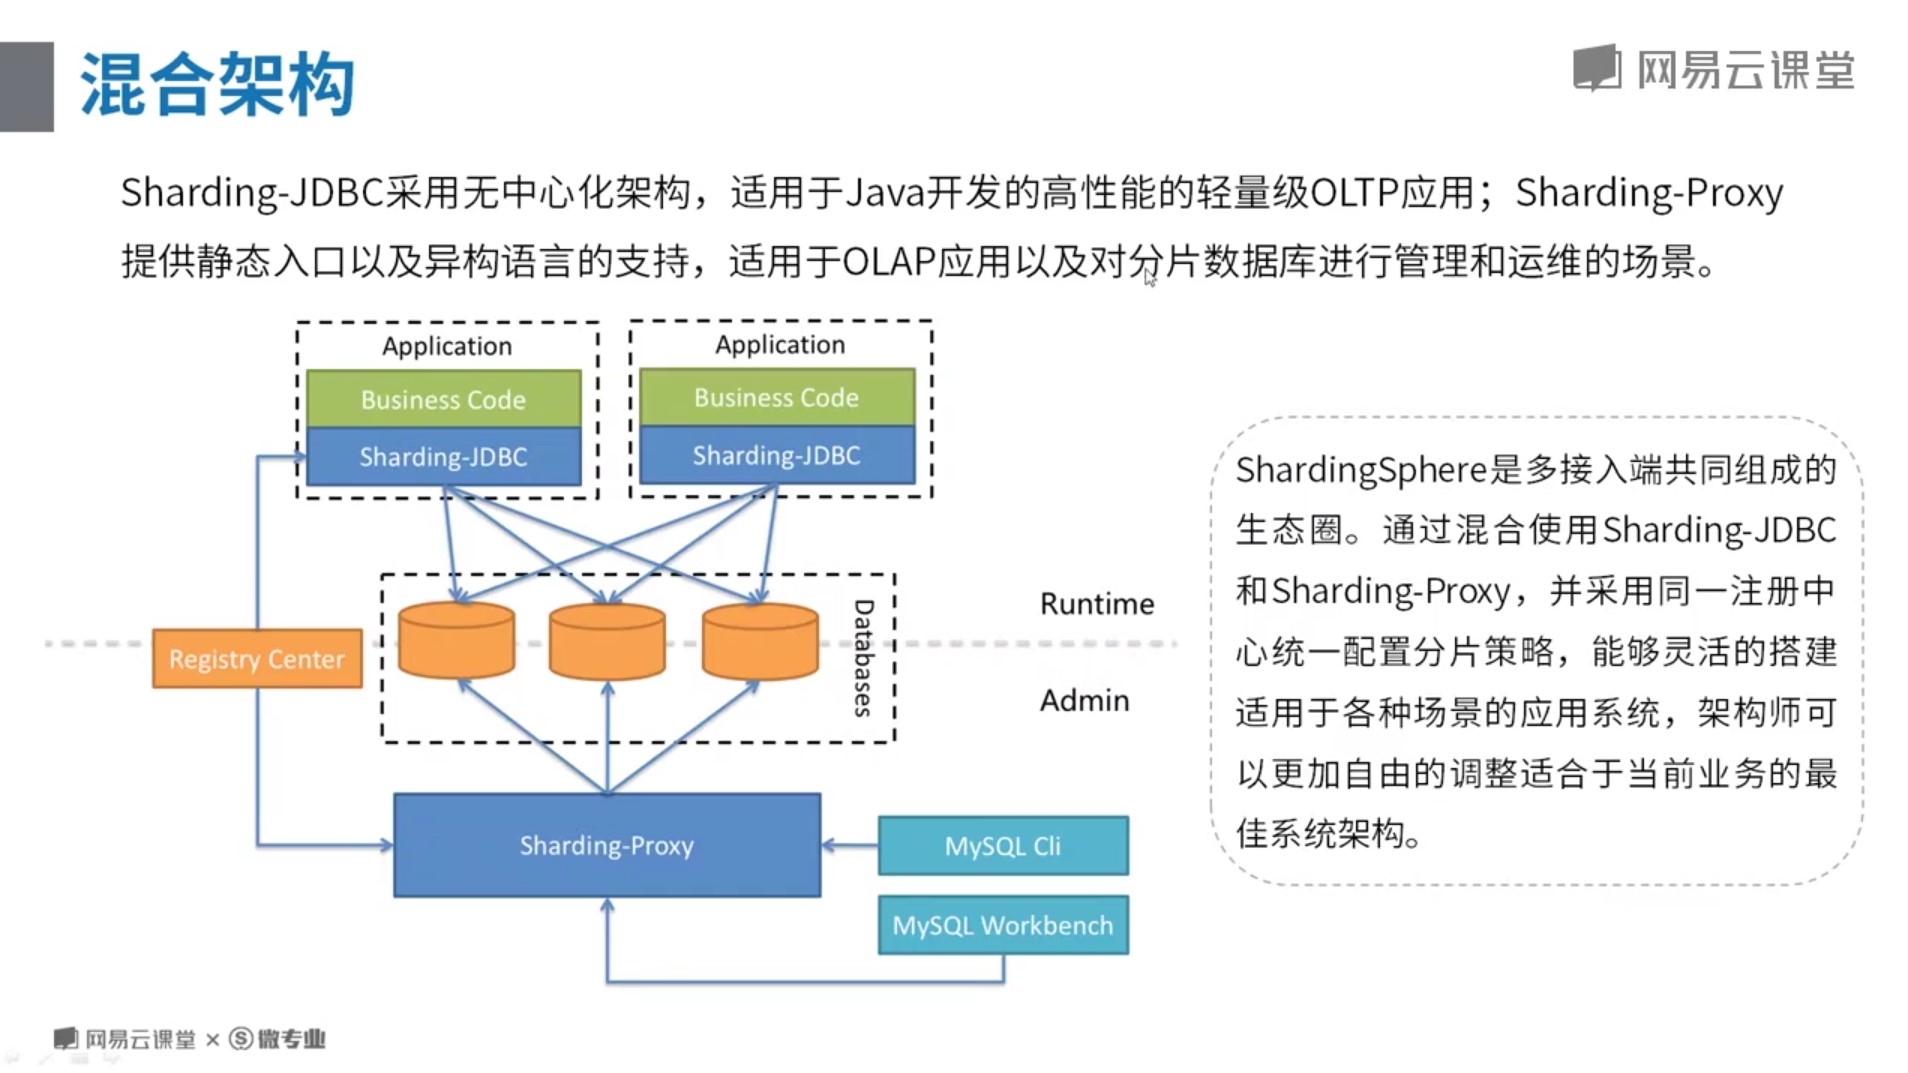 混合架构
网易云课堂
Sharding-JDBC采用无中心化架构，适用于Java开发的高性能的轻量级OLTP应用；Sharding-Proxy
提供静态入口以及异构语言的支持，适用于OLAP应用以及对分片数据库进行管理和运维的场景。
Application
Business Code
Sharding-JDBC
Application
Business Code
Sharding-JDBC
Registry Center
Databases
Runtime
Admin
Sharding-Proxy
MySQL Cli
MySQL Workbench
ShardingSphere是多接入端共同组成的
生态圈。通过混合使用Sharding-JDBC
和Sharding-Proxy，并采用同一注册中
心统一配置分片策略，能够灵活的搭建
适用于各种场景的应用系统，架构师可
以更加自由的调整适合于当前业务的最
佳系统架构。
网易云课堂 × 微专业